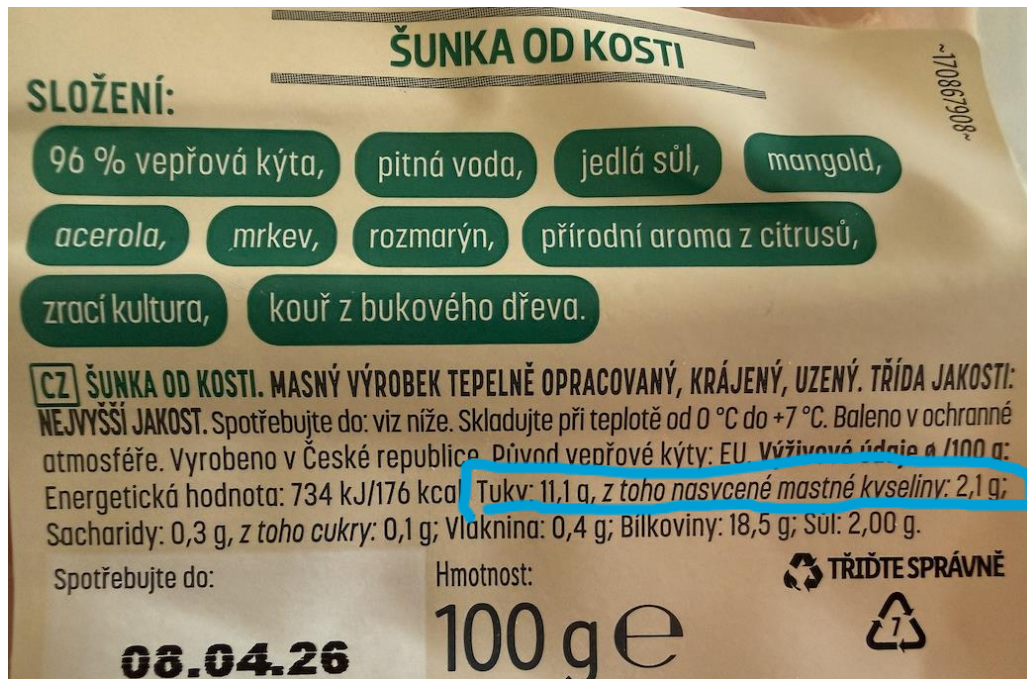 ŠUNKA OD KOSTI
~170867908~
SLOŽENÍ:
96 % vepřová kýta, pitná voda, jedlá sůl, mangold,
acerola, mrkev, rozmarýn, přírodní aroma z citrusů,
zrací kultura, kouř z bukového dřeva.
CZ ŠUNKA OD KOSTI. MASNÝ VÝROBEK TEPELNĚ OPRACOVANÝ, KRÁJENÝ, UZENÝ. TŘÍDA JAKOSTI:
NEJVYŠŠÍ JAKOST. Spotřebujte do: viz níže. Skladujte při teplotě od 0 °C do +7 °C. Baleno v ochranné
atmosféře. Vyrobeno v České republice. Původ vepřové kýty: EU. Výživové údaje ø /100 g:
Energetická hodnota: 734 kJ/176 kcal; Tuky: 11,1 g, z toho nasycené mastné kyseliny: 2,1 g;
Sacharidy: 0,3 g, z toho cukry: 0,1 g; Vláknina: 0,4 g; Bílkoviny: 18,5 g; Sůl: 2,00 g.
Spotřebujte do:
08.04.26
Hmotnost:
100 g e
TŘIĎTE SPRÁVNĚ
7